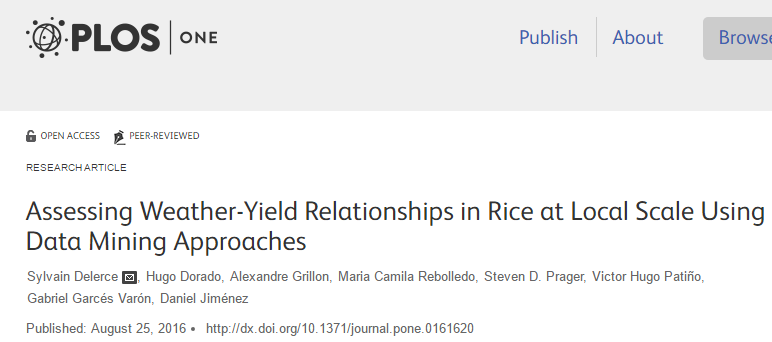 PLOS ONE
Publish About Browse
OPEN ACCESS PEER-REVIEWED
RESEARCH ARTICLE
Assessing Weather-Yield Relationships in Rice at Local Scale Using
Data Mining Approaches
Sylvain Delerce, Hugo Dorado, Alexandre Grillon, Maria Camila Rebolledo, Steven D. Prager, Victor Hugo Patiño,
Gabriel Garcés Varón, Daniel Jiménez
Published: August 25, 2016 • http://dx.doi.org/10.1371/journal.pone.0161620